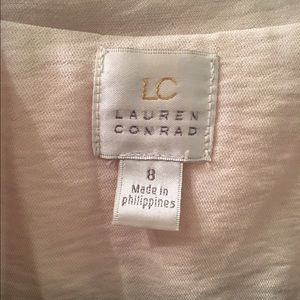 LC
LAUREN
CONRAD
8
Made in
philippines